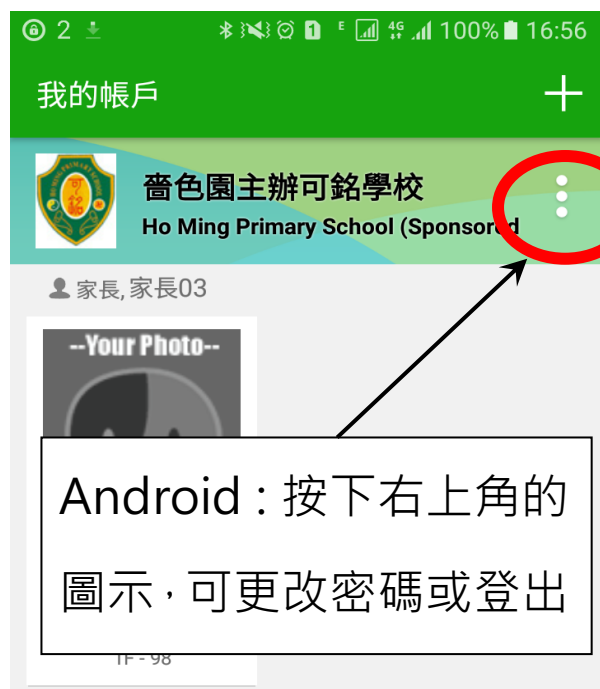 2 1 E 4G 100% 16:56
我的帳戶
嗇色園主辦可銘學校
Ho Ming Primary School (Sponsored
家長, 家長03
--Your Photo--
Android : 按下右上角的
圖示，可更改密碼或登出
1F - 98